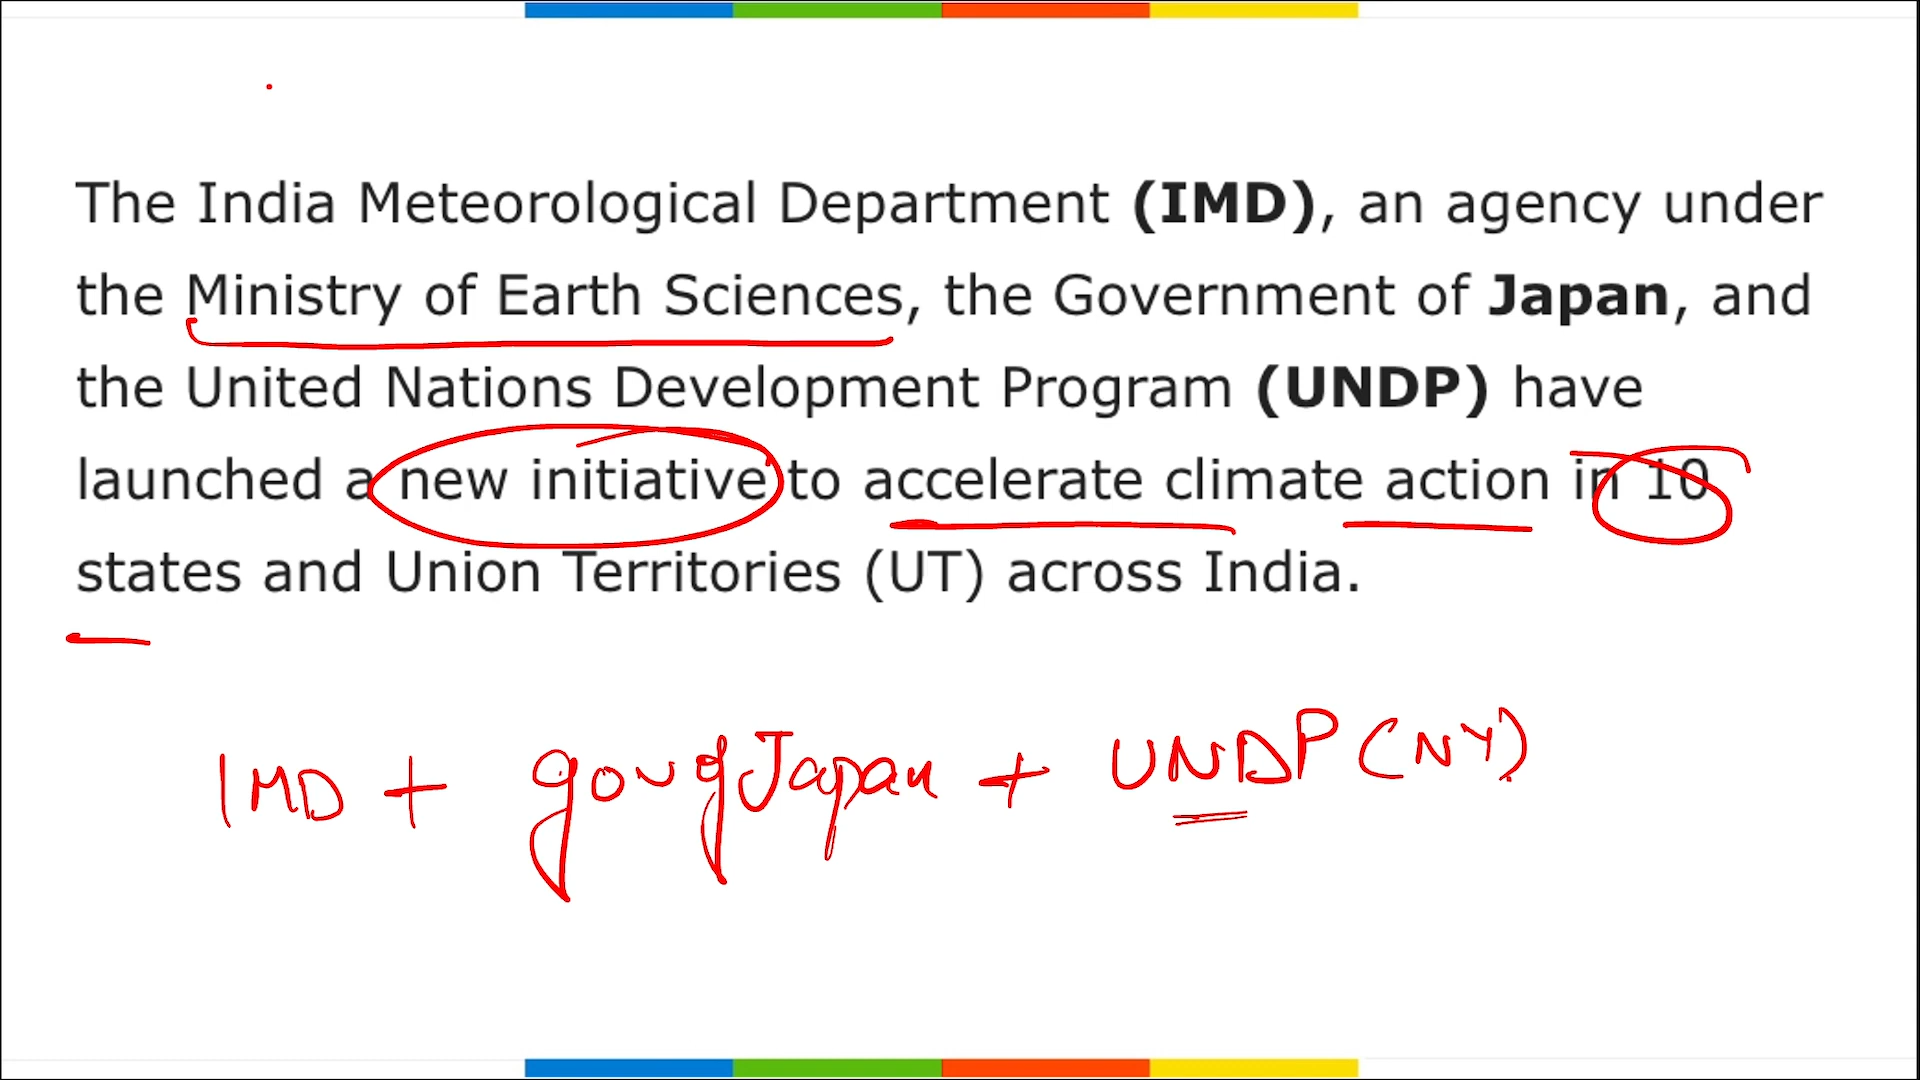 The India Meteorological Department (IMD), an agency under
the Ministry of Earth Sciences, the Government of Japan, and
the United Nations Development Program (UNDP) have
launched a new initiative to accelerate climate action in 10
states and Union Territories (UT) across India.
IMD + gov of Japan + UNDP (NY)